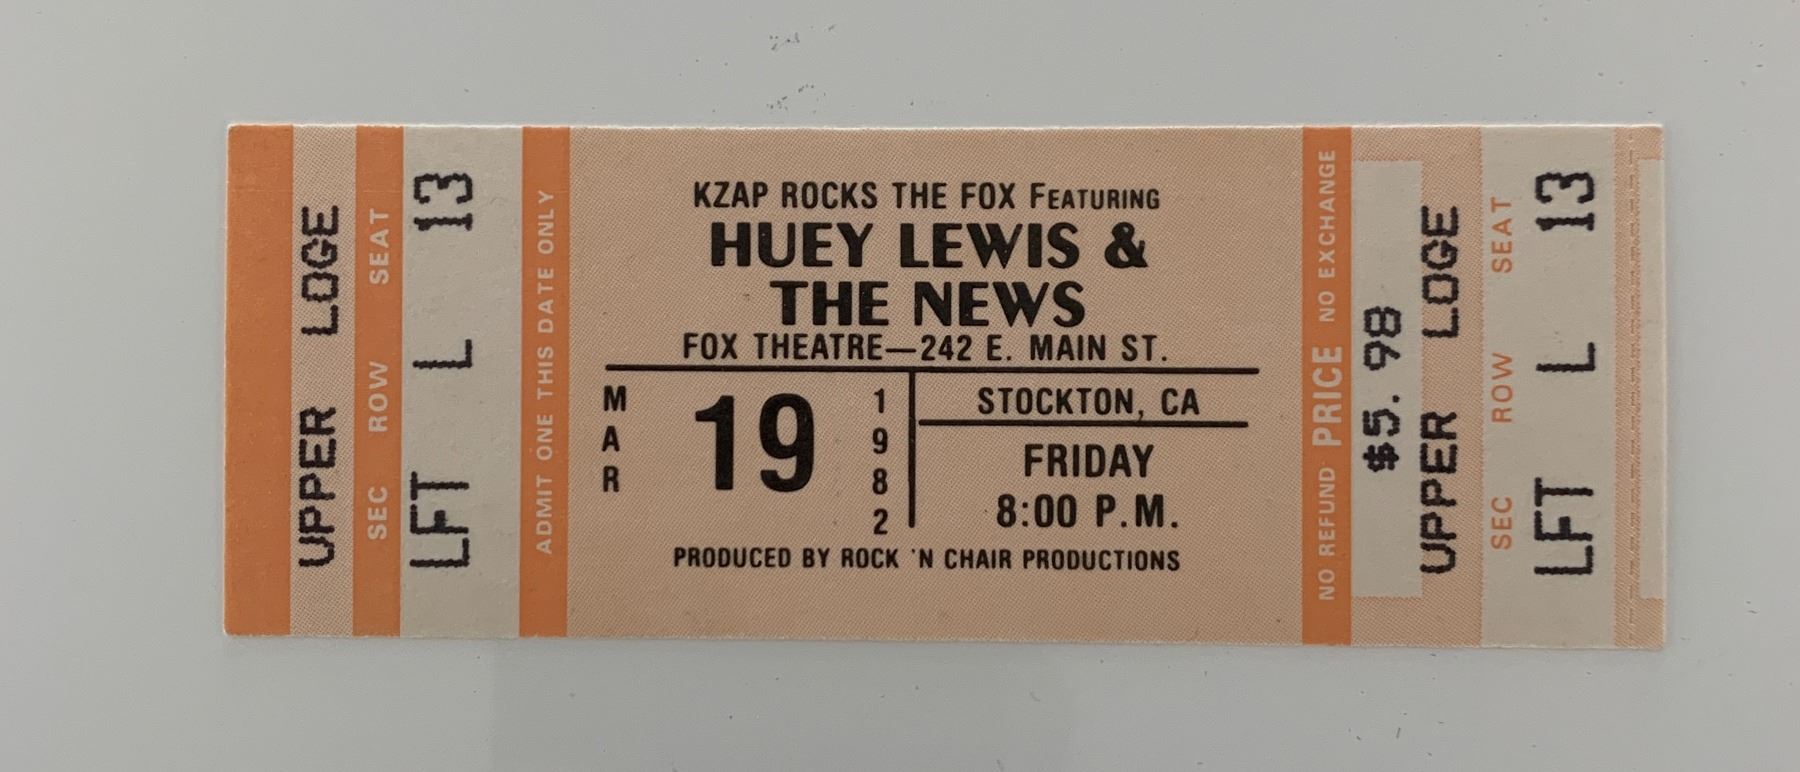 UPPER LOGE
SEC ROW SEAT
LFT L 13
ADMIT ONE THIS DATE ONLY
KZAP ROCKS THE FOX FEATURING
HUEY LEWIS &
THE NEWS
FOX THEATRE—242 E. MAIN ST.
MAR 19 1982
STOCKTON, CA
FRIDAY
8:00 P.M.
PRODUCED BY ROCK 'N CHAIR PRODUCTIONS
NO REFUND PRICE NO EXCHANGE
$5.98
UPPER LOGE
SEC ROW SEAT
LFT L 13